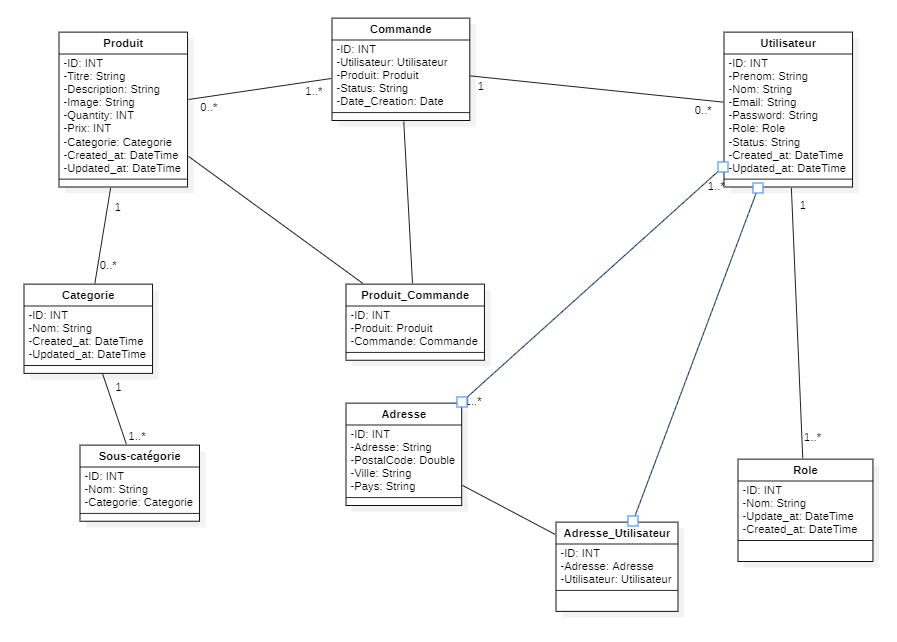 Produit
-ID: INT
-Titre: String
-Description: String
-Image: String
-Quantity: INT
-Prix: INT
-Categorie: Categorie
-Created_at: DateTime
-Updated_at: DateTime
Commande
-ID: INT
-Utilisateur: Utilisateur
-Produit: Produit
-Status: String
-Date_Creation: Date
Utilisateur
-ID: INT
-Prenom: String
-Nom: String
-Email: String
-Password: String
-Role: Role
-Status: String
-Created_at: DateTime
-Updated_at: DateTime
0..*
1..*
1
0..*
1
0..*
1..*
1
Categorie
-ID: INT
-Nom: String
-Created_at: DateTime
-Updated_at: DateTime
Produit_Commande
-ID: INT
-Produit: Produit
-Commande: Commande
1
1..*
1..*
1..*
Sous-catégorie
-ID: INT
-Nom: String
-Categorie: Categorie
Adresse
-ID: INT
-Adresse: String
-PostalCode: Double
-Ville: String
-Pays: String
Role
-ID: INT
-Nom: String
-Update_at: DateTime
-Created_at: DateTime
Adresse_Utilisateur
-ID: INT
-Adresse: Adresse
-Utilisateur: Utilisateur